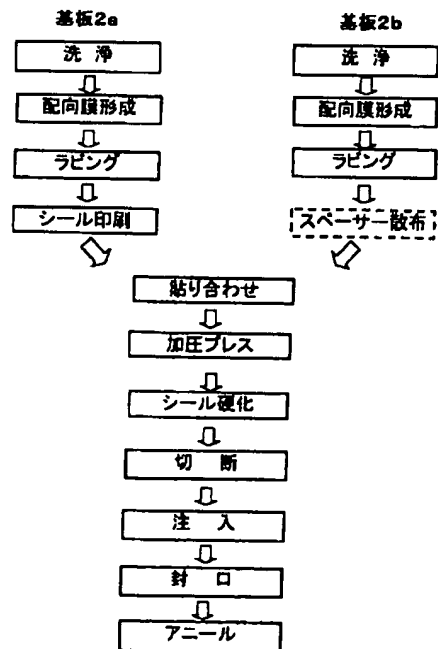 基板2a
洗 浄
配向膜形成
ラビング
シール印刷
基板2b
洗 浄
配向膜形成
ラビング
スペーサー散布
貼り合わせ
加圧プレス
シール硬化
切 断
注 入
封 口
アニール